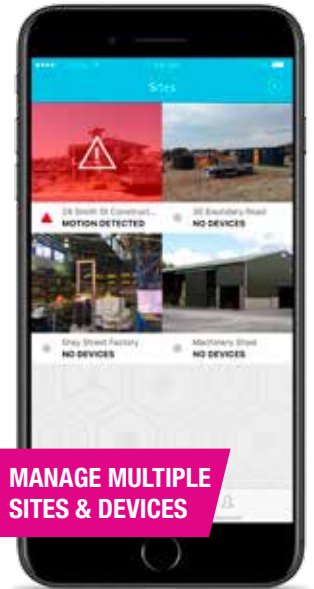 Sites
28 Smith St Construct...
MOTION DETECTED
35 Boundary Road
NO DEVICES
Grey Street Factory
NO DEVICES
Machinery Shed
NO DEVICES
MANAGE MULTIPLE
SITES & DEVICES